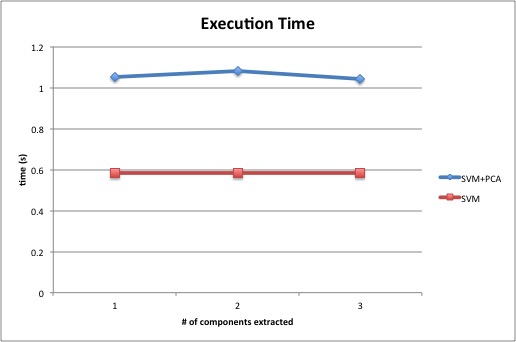 Execution Time
1.2
1
0.8
0.6
0.4
0.2
0
time (s)
1 2 3
# of components extracted
SVM+PCA
SVM